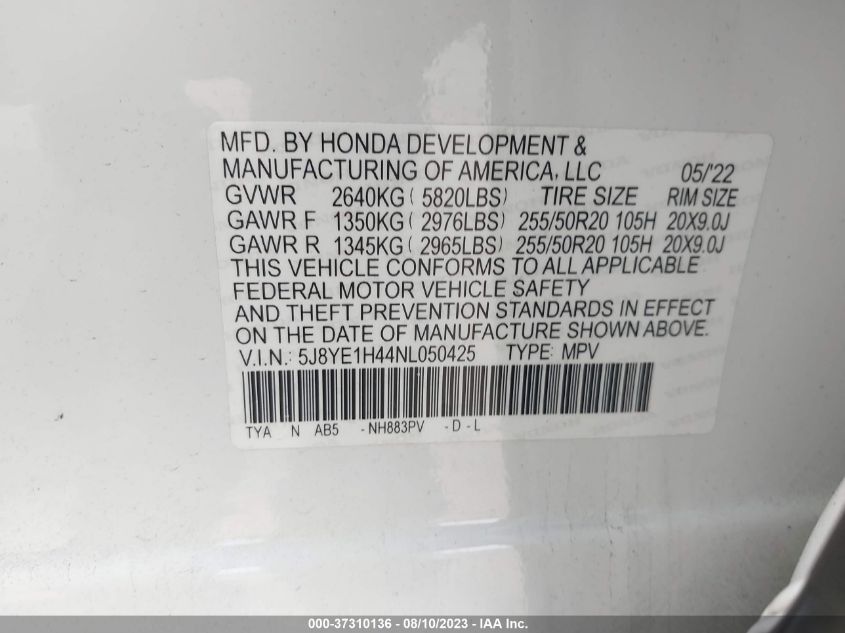 MFD. BY HONDA DEVELOPMENT &
MANUFACTURING OF AMERICA, LLC 05/'22
GVWR 2640KG ( 5820LBS) TIRE SIZE RIM SIZE
GAWR F 1350KG ( 2976LBS) 255/50R20 105H 20X9.0J
GAWR R 1345KG ( 2965LBS) 255/50R20 105H 20X9.0J
THIS VEHICLE CONFORMS TO ALL APPLICABLE
FEDERAL MOTOR VEHICLE SAFETY
AND THEFT PREVENTION STANDARDS IN EFFECT
ON THE DATE OF MANUFACTURE SHOWN ABOVE.
V.I.N.: 5J8YE1H44NL050425 TYPE: MPV
TYA N AB5 -NH883PV -D-L
000-37310136 - 08/10/2023 - Copyright © 2023 IAA, Inc.